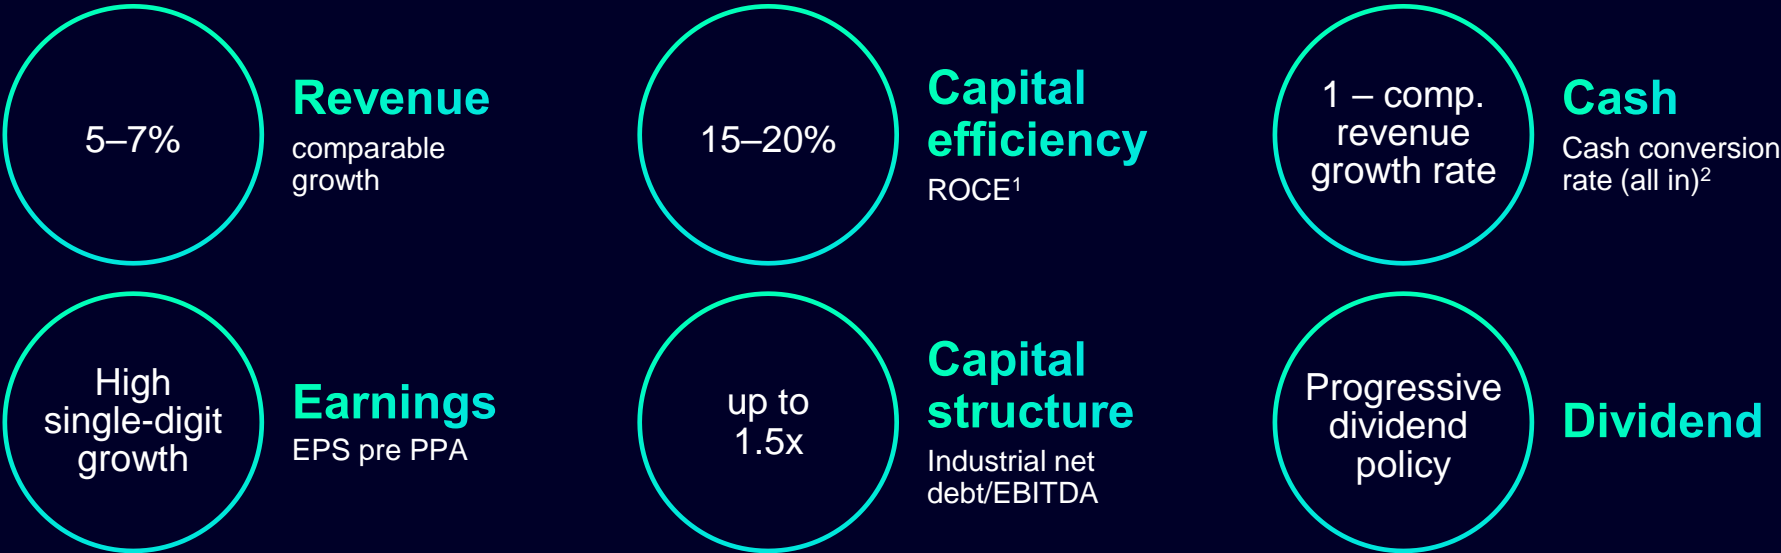 5–7%
Revenue
comparable
growth
15–20%
Capital
efficiency
ROCE¹
1 – comp.
revenue
growth rate
Cash
Cash conversion
rate (all in)²
High
single-digit
growth
Earnings
EPS pre PPA
up to
1.5x
Capital
structure
Industrial net
debt/EBITDA
Progressive
dividend
policy
Dividend